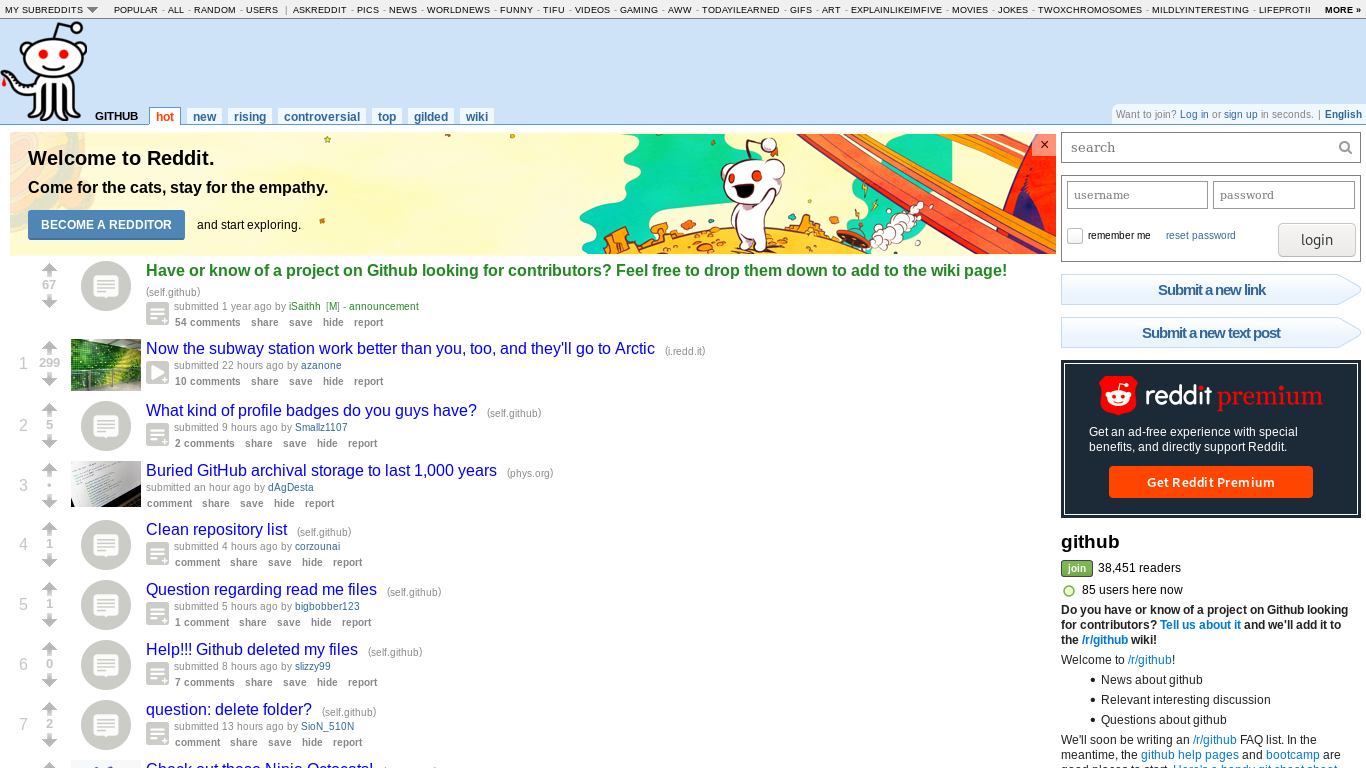 MY SUBREDDITS POPULAR - ALL - RANDOM - USERS | ASKREDDIT - PICS - NEWS - WORLDNEWS - FUNNY - TIFU - VIDEOS - GAMING - AWW - TODAYILEARNED - GIFS - ART - EXPLAINLIKEIMFIVE - MOVIES - JOKES - TWOXCHROMOSOMES - MILDLYINTERESTING - LIFEPROTII MORE »
GITHUB hot new rising controversial top gilded wiki
Want to join? Log in or sign up in seconds. | English
Welcome to Reddit.
Come for the cats, stay for the empathy.
BECOME A REDDITOR and start exploring.
×
67
Have or know of a project on Github looking for contributors? Feel free to drop them down to add to the wiki page!
(self.github)
submitted 1 year ago by iSaithh [M] - announcement
54 comments share save hide report
1
299
Now the subway station work better than you, too, and they'll go to Arctic (i.redd.it)
submitted 22 hours ago by azanone
10 comments share save hide report
2
5
What kind of profile badges do you guys have? (self.github)
submitted 9 hours ago by Smallz1107
2 comments share save hide report
3
•
Buried GitHub archival storage to last 1,000 years (phys.org)
submitted an hour ago by dAgDesta
comment share save hide report
4
1
Clean repository list (self.github)
submitted 4 hours ago by corzounai
comment share save hide report
5
1
Question regarding read me files (self.github)
submitted 5 hours ago by bigbobber123
1 comment share save hide report
6
0
Help!!! Github deleted my files (self.github)
submitted 8 hours ago by slizzy99
7 comments share save hide report
7
2
question: delete folder? (self.github)
submitted 13 hours ago by SioN_510N
comment share save hide report
Check out these Ninja Octocats!
search
username password
remember me reset password login
Submit a new link
Submit a new text post
reddit premium
Get an ad-free experience with special
benefits, and directly support Reddit.
Get Reddit Premium
github
join 38,451 readers
85 users here now
Do you have or know of a project on Github looking
for contributors? Tell us about it and we'll add it to
the /r/github wiki!
Welcome to /r/github!
• News about github
• Relevant interesting discussion
• Questions about github
We'll soon be writing an /r/github FAQ list. In the
meantime, the github help pages and bootcamp are
good places to start. Here's a handy git cheat sheet